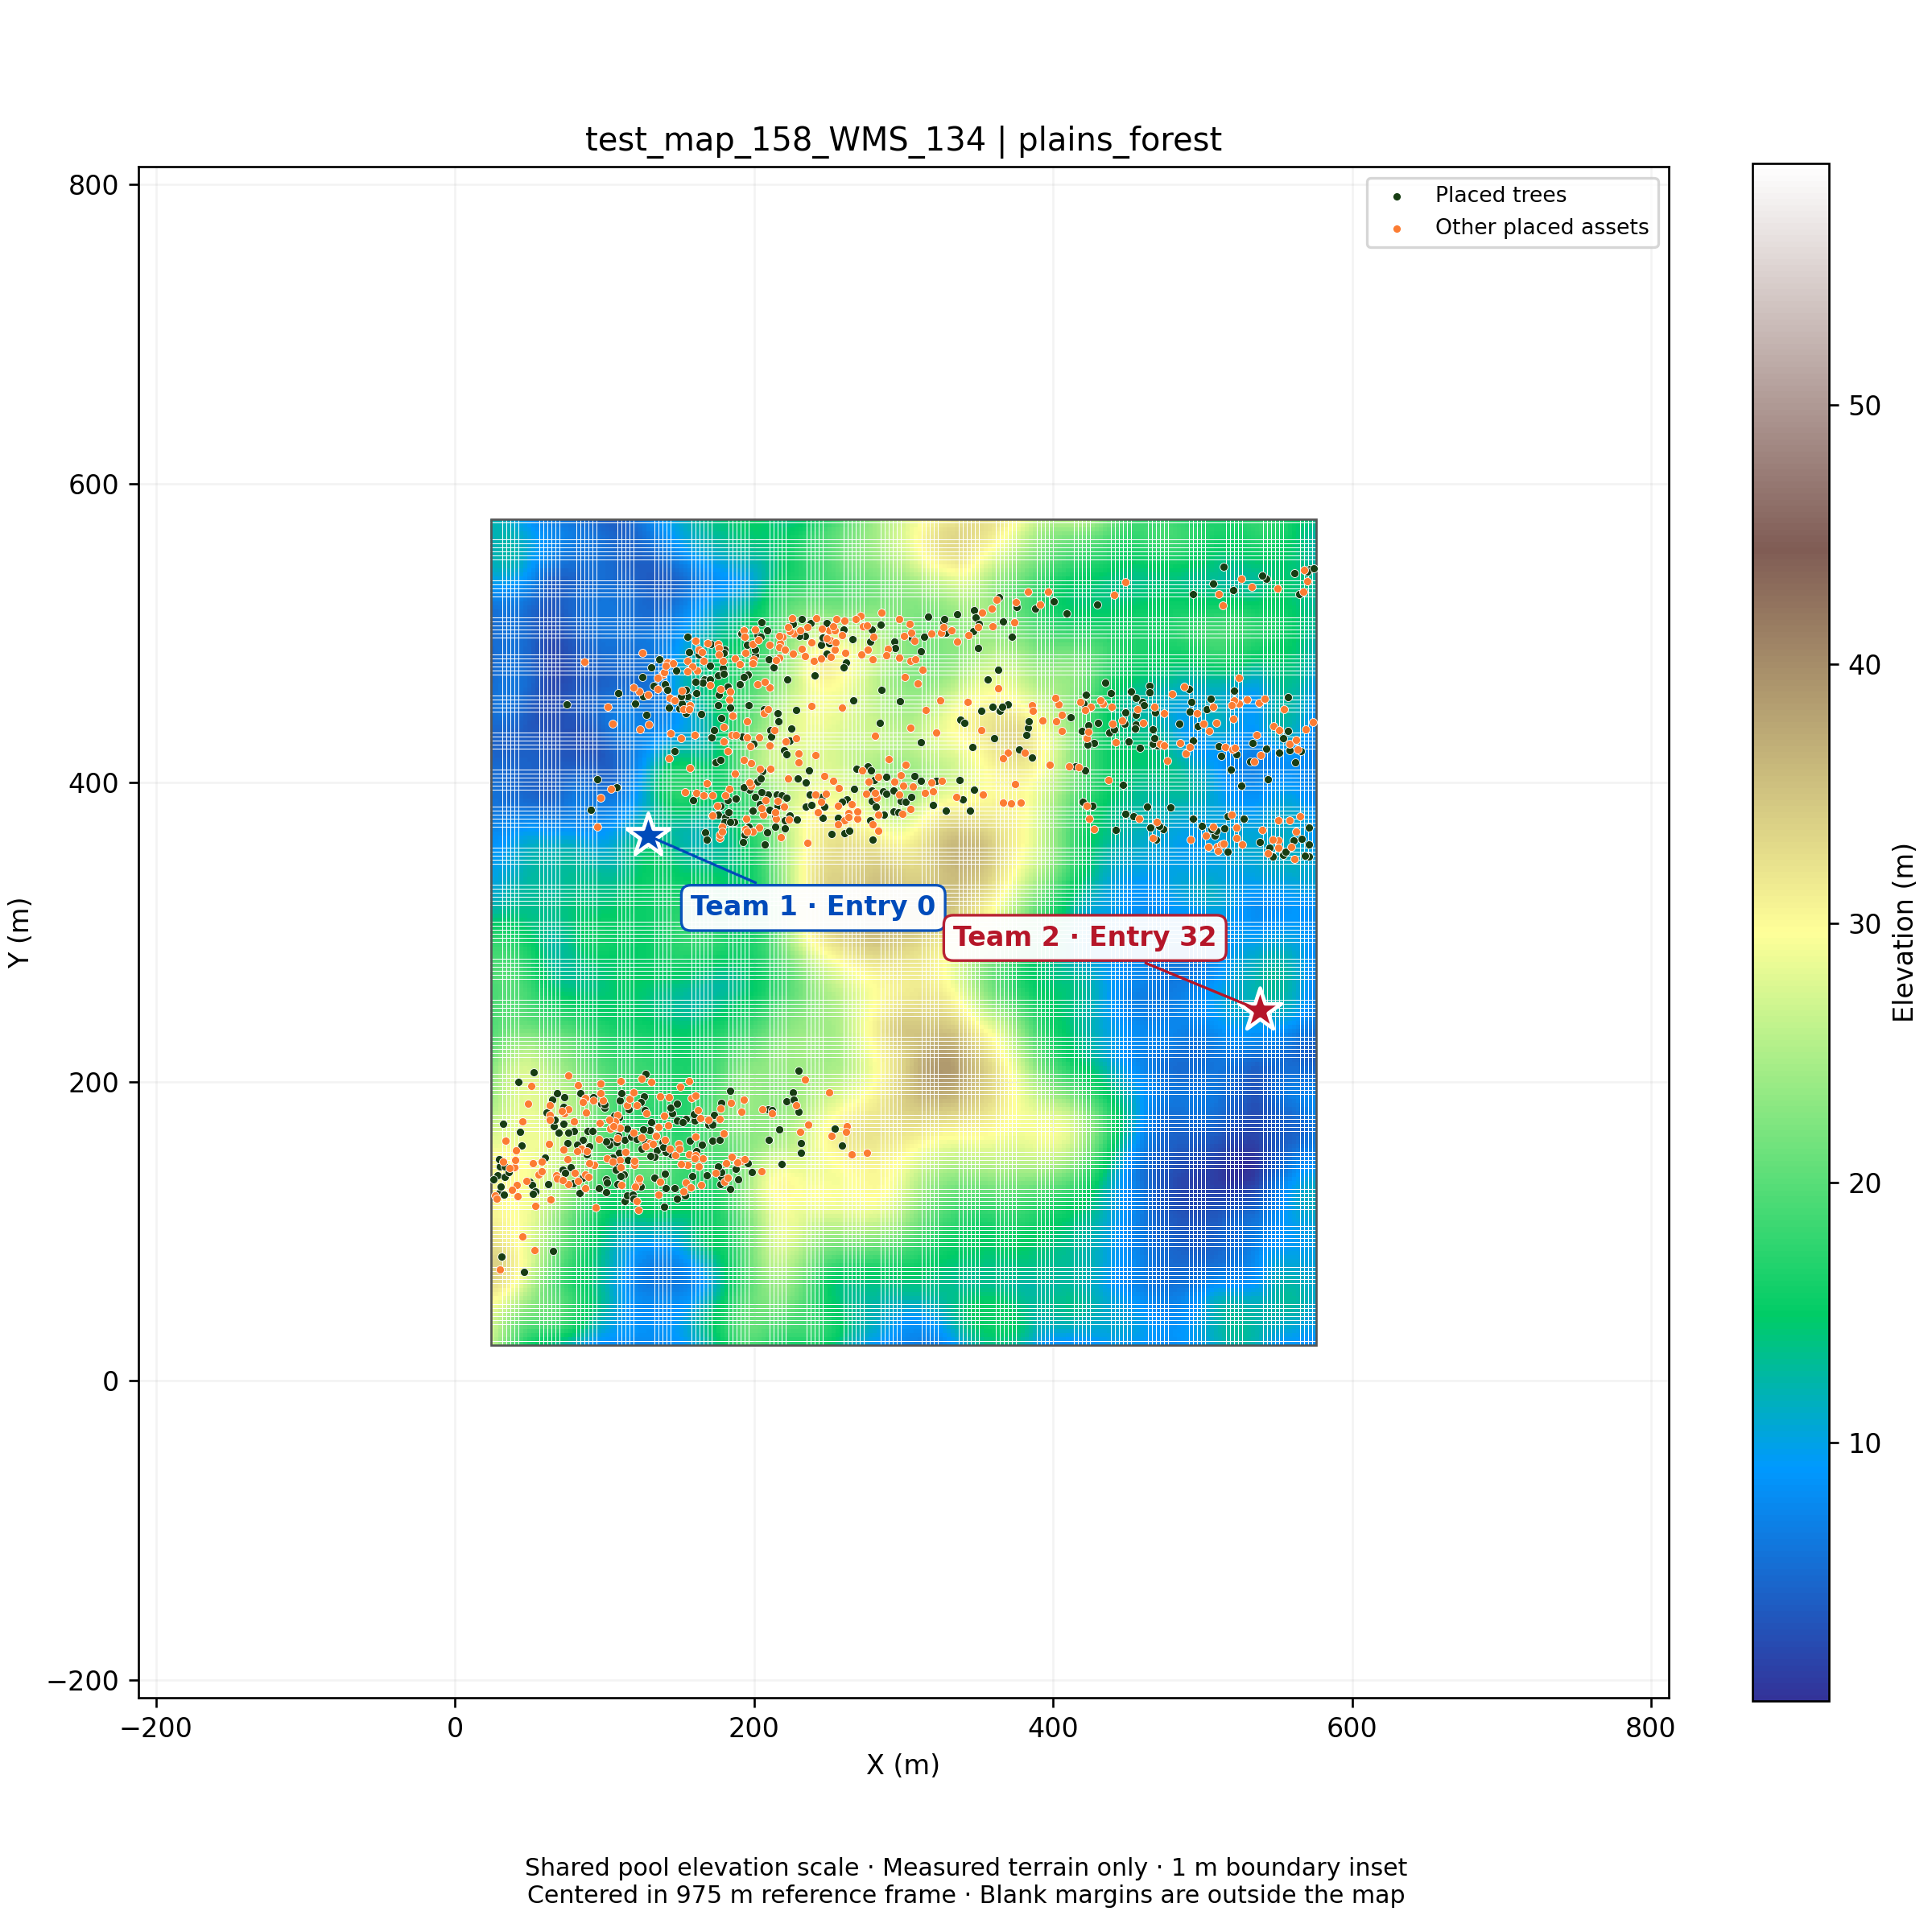 test_map_158_WMS_134 | plains_forest
Placed trees
Other placed assets
800
600
400
200
0
−200
−200
0
200
400
600
800
X (m)
Y (m)
Team 1 · Entry 0
Team 2 · Entry 32
50
40
30
20
10
Elevation (m)
Shared pool elevation scale · Measured terrain only · 1 m boundary inset
Centered in 975 m reference frame · Blank margins are outside the map